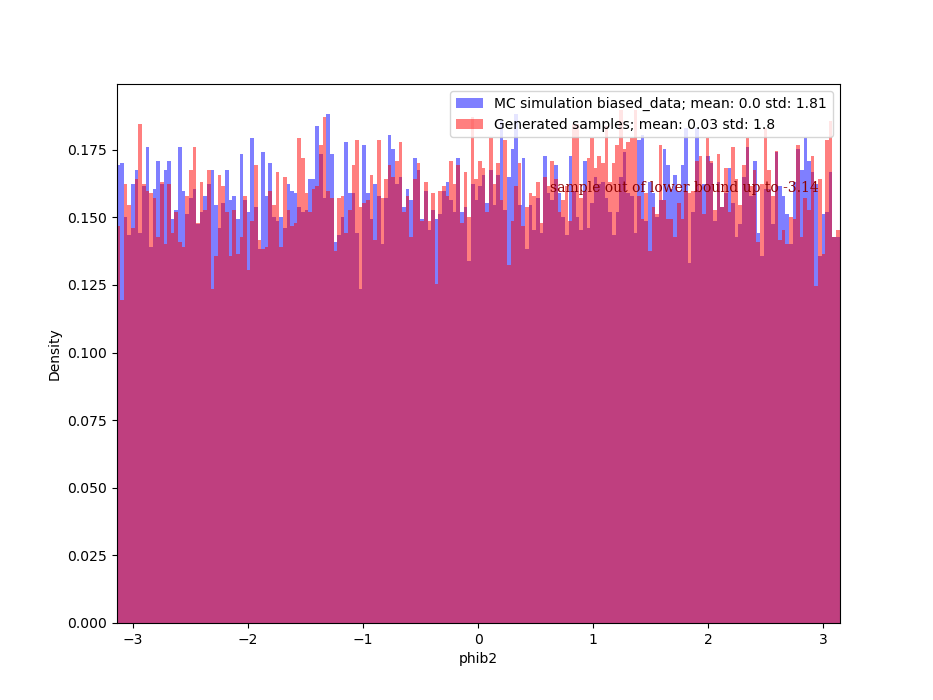 MC simulation biased_data; mean: 0.0 std: 1.81
Generated samples; mean: 0.03 std: 1.8
sample out of lower bound up to -3.14
0.175
0.150
0.125
0.100
0.075
0.050
0.025
0.000
Density
−3 −2 −1 0 1 2 3
phib2